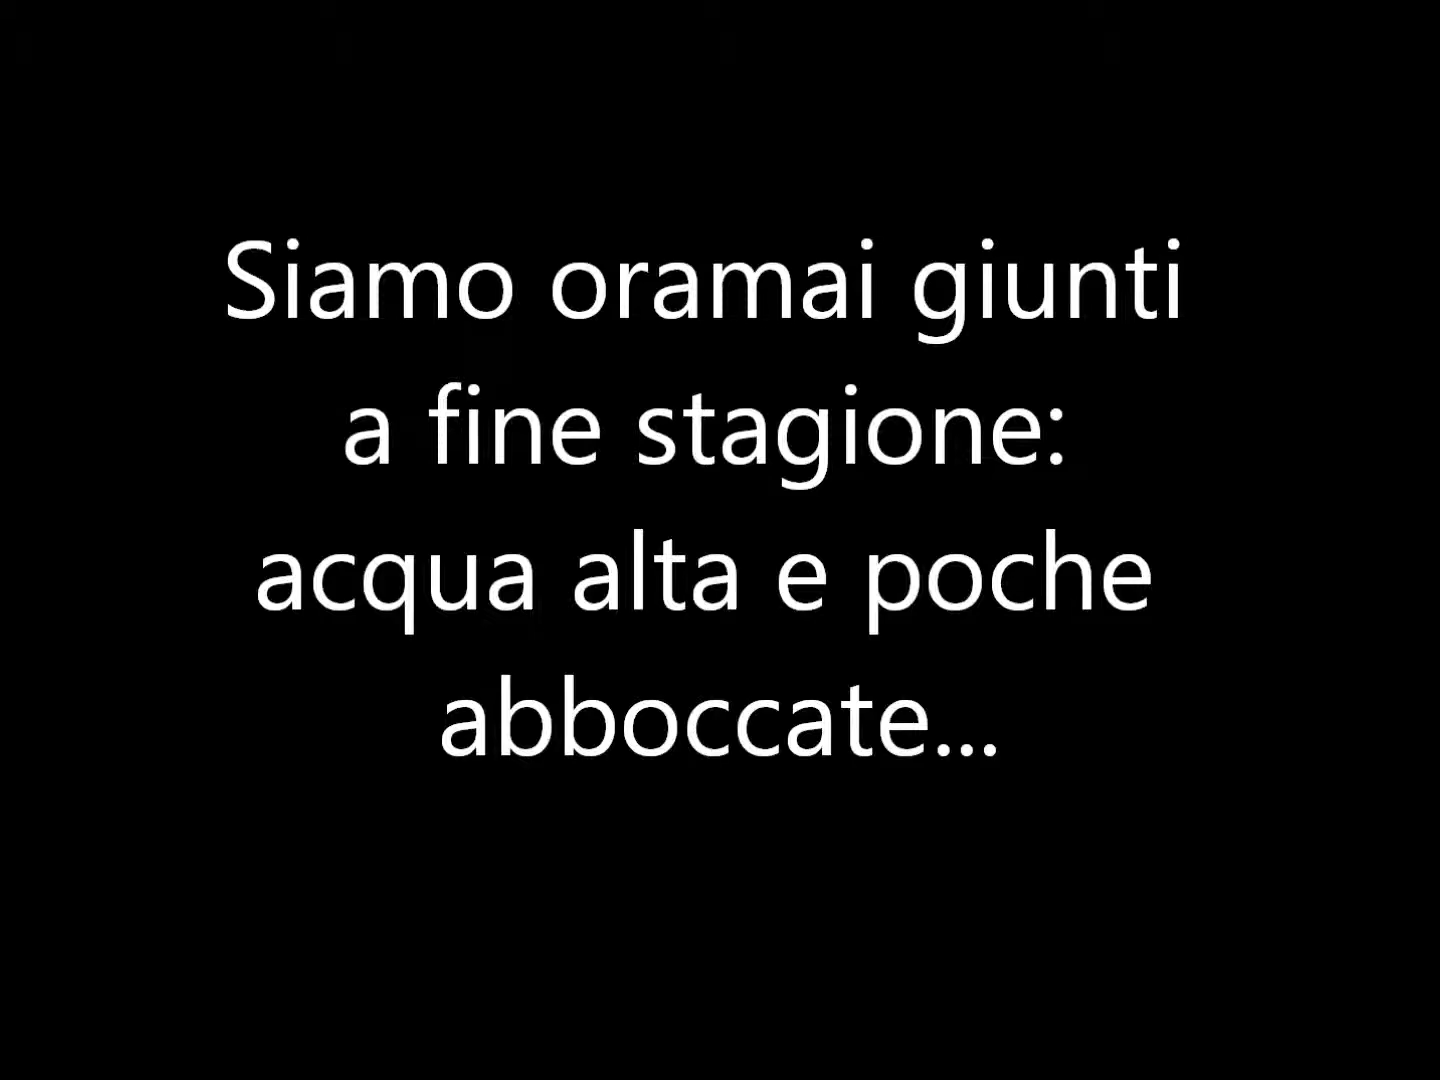 Siamo oramai giunti
a fine stagione:
acqua alta e poche
abboccate...